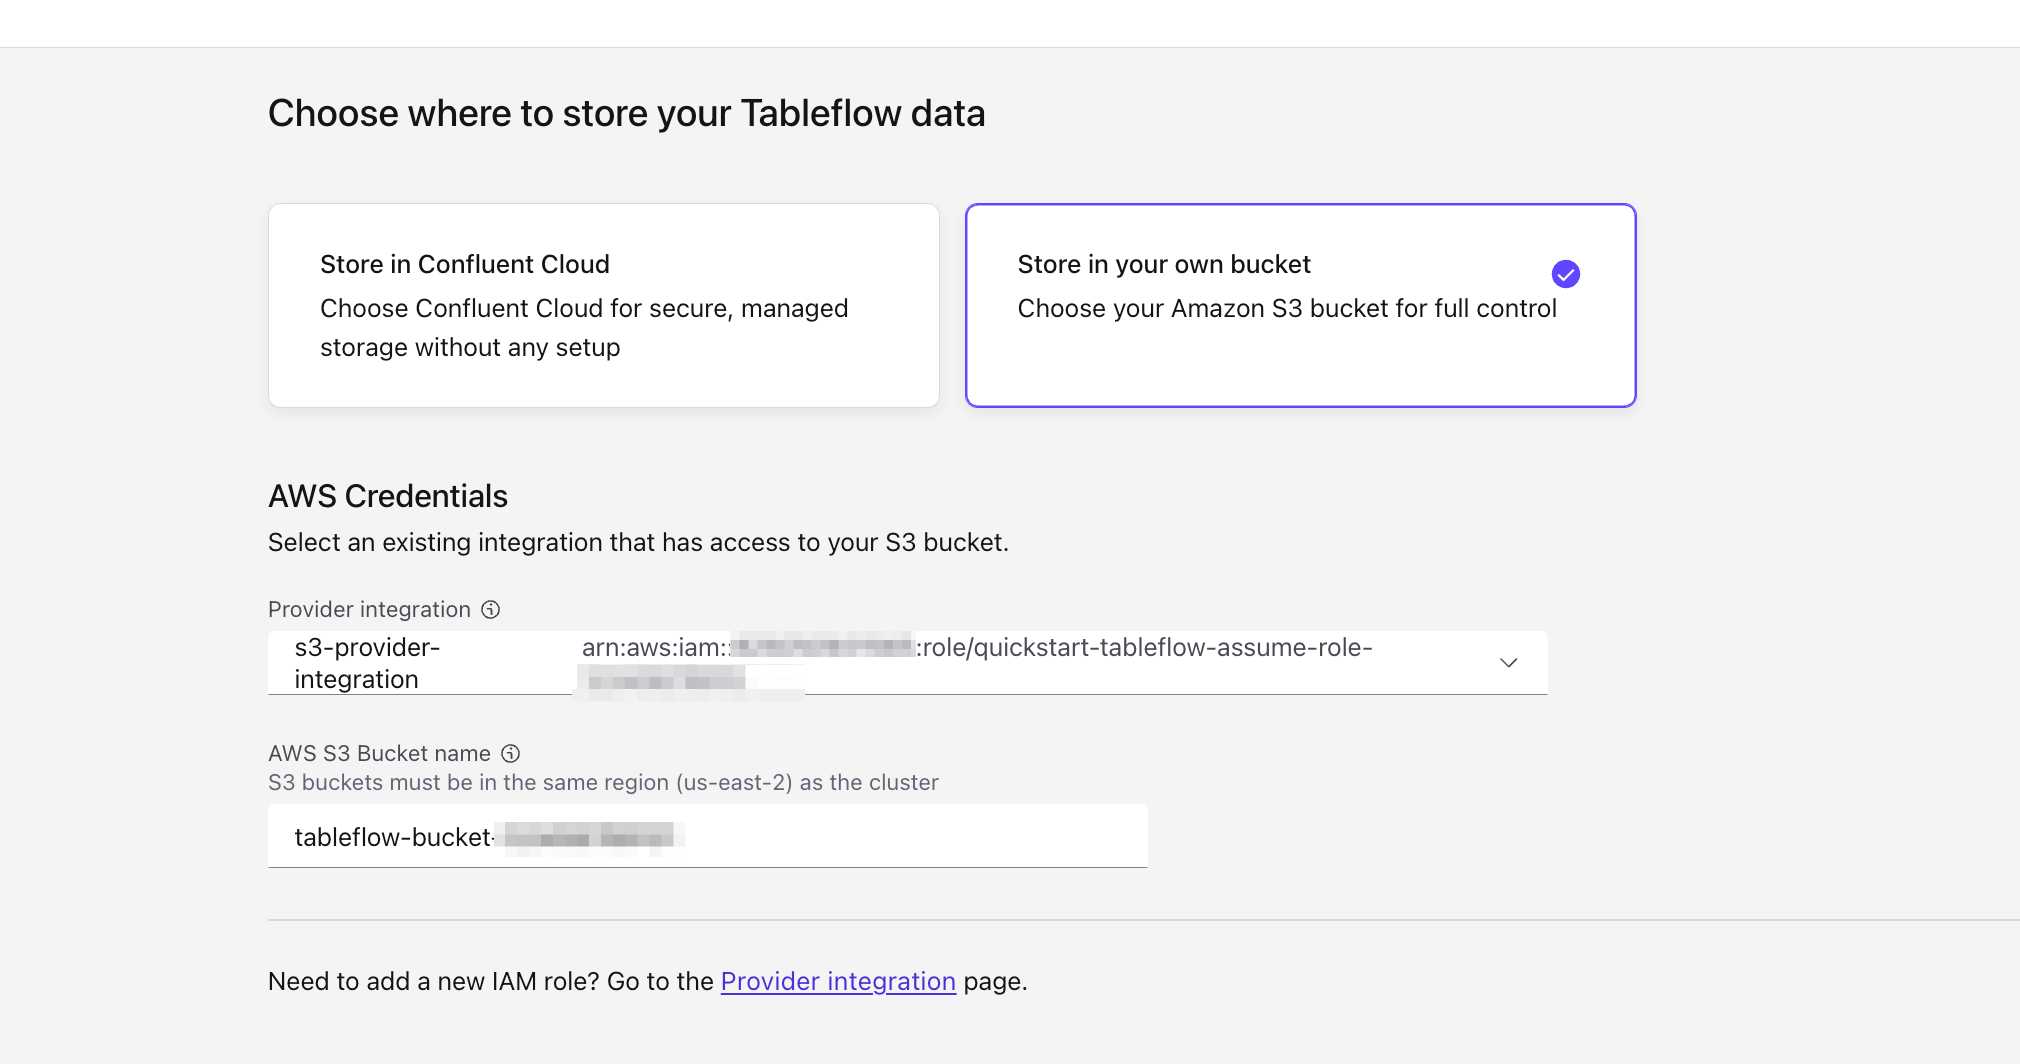 Choose where to store your Tableflow data
Store in Confluent Cloud
Choose Confluent Cloud for secure, managed
storage without any setup
Store in your own bucket
Choose your Amazon S3 bucket for full control
AWS Credentials
Select an existing integration that has access to your S3 bucket.
Provider integration
s3-provider-
integration
arn:aws:iam:: :role/quickstart-tableflow-assume-role-
AWS S3 Bucket name
S3 buckets must be in the same region (us-east-2) as the cluster
tableflow-bucket-
Need to add a new IAM role? Go to the Provider integration page.